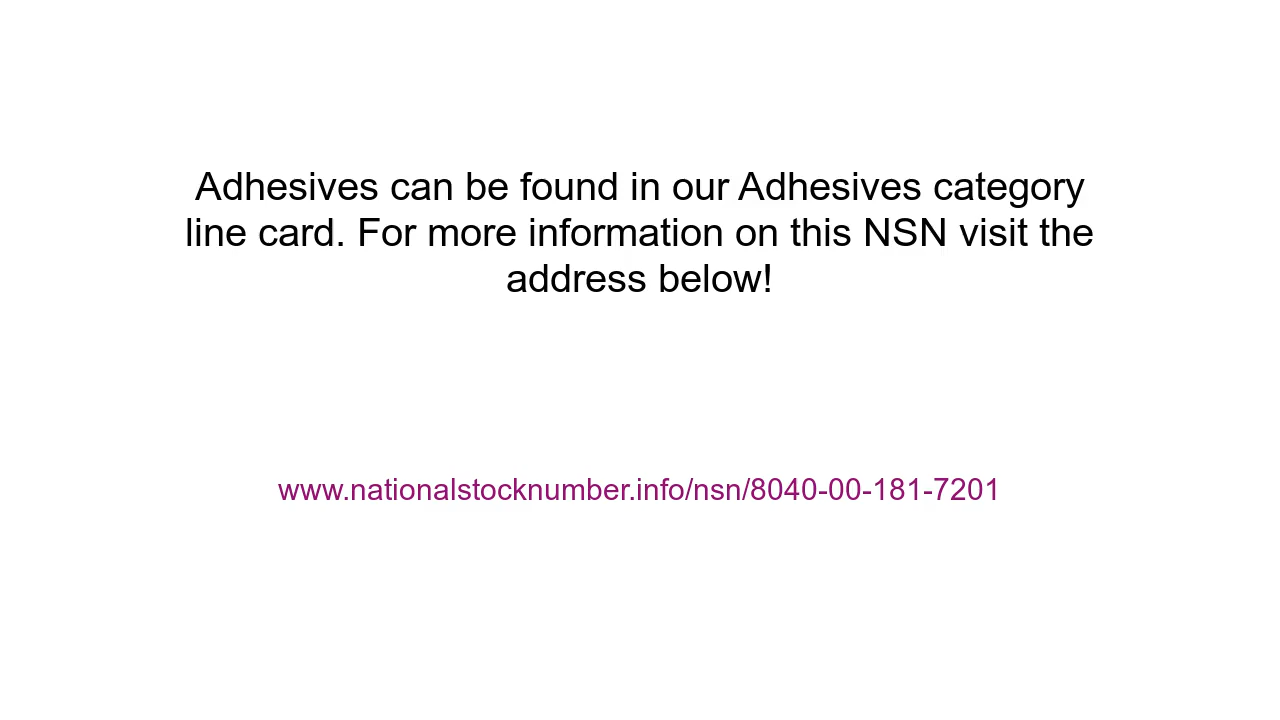 Adhesives can be found in our Adhesives category
line card. For more information on this NSN visit the
address below!
www.nationalstocknumber.info/nsn/8040-00-181-7201